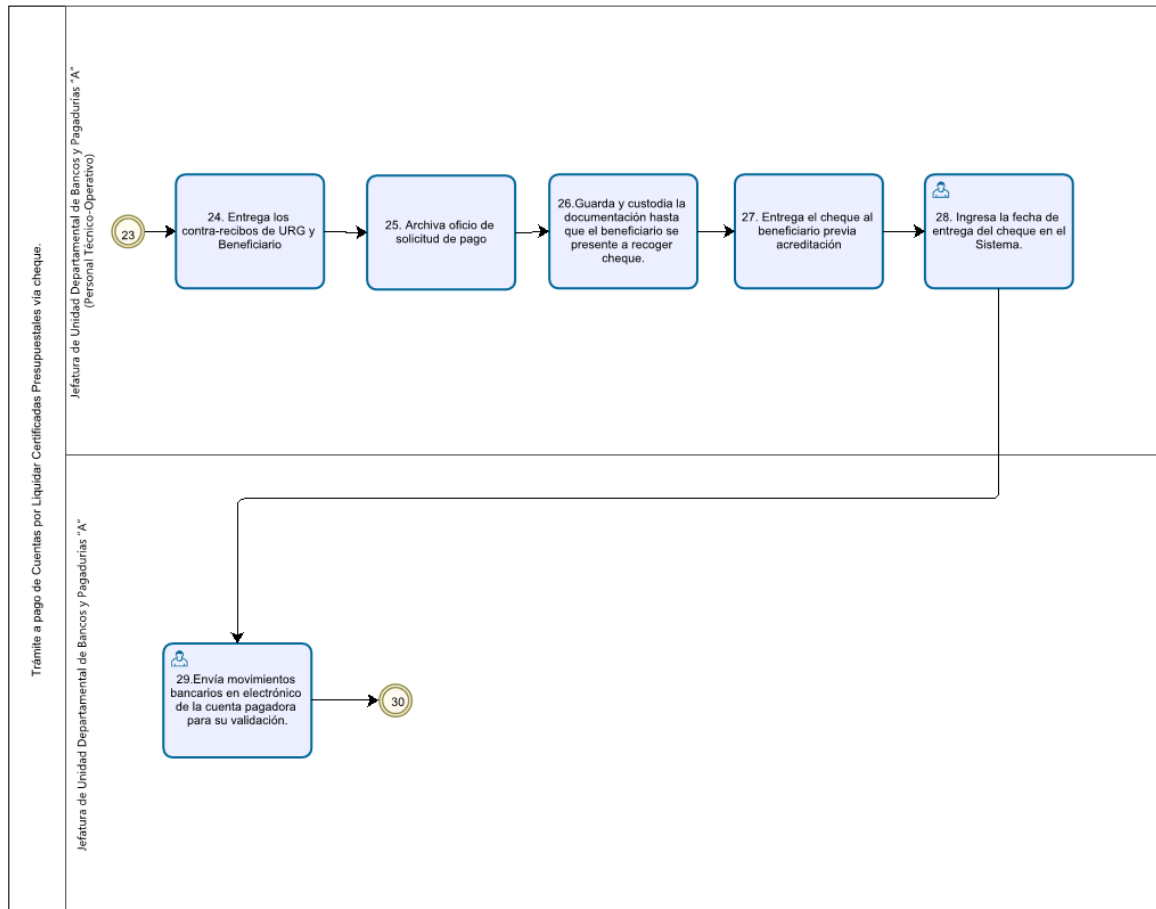 Trámite a pago de Cuentas por Liquidar Certificadas Presupuestales vía cheque.
Jefatura de Unidad Departamental de Bancos y Pagadurías "A"
(Personal Técnico-Operativo)
23
24. Entrega los
contra-recibos de URG y
Beneficiario
25. Archiva oficio de
solicitud de pago
26.Guarda y custodia la
documentación hasta
que el beneficiario se
presente a recoger
cheque.
27. Entrega el cheque al
beneficiario previa
acreditación
28. Ingresa la fecha de
entrega del cheque en el
Sistema.
Jefatura de Unidad Departamental de Bancos y Pagadurías "A"
29.Envía movimientos
bancarios en electrónico
de la cuenta pagadora
para su validación.
30